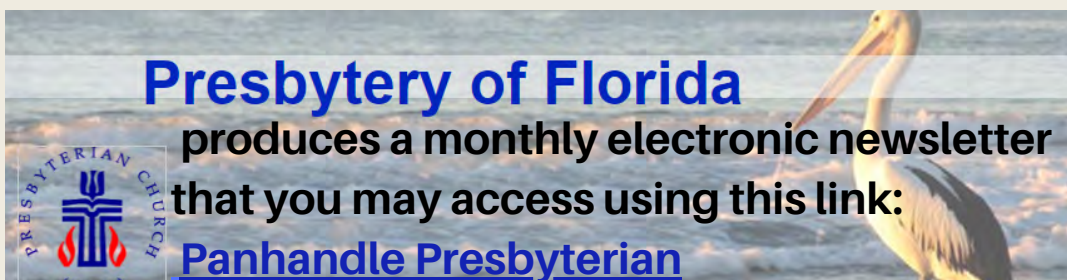 Presbytery of Florida
produces a monthly electronic newsletter
that you may access using this link:
Panhandle Presbyterian
PRESBYTERIAN CHURCH